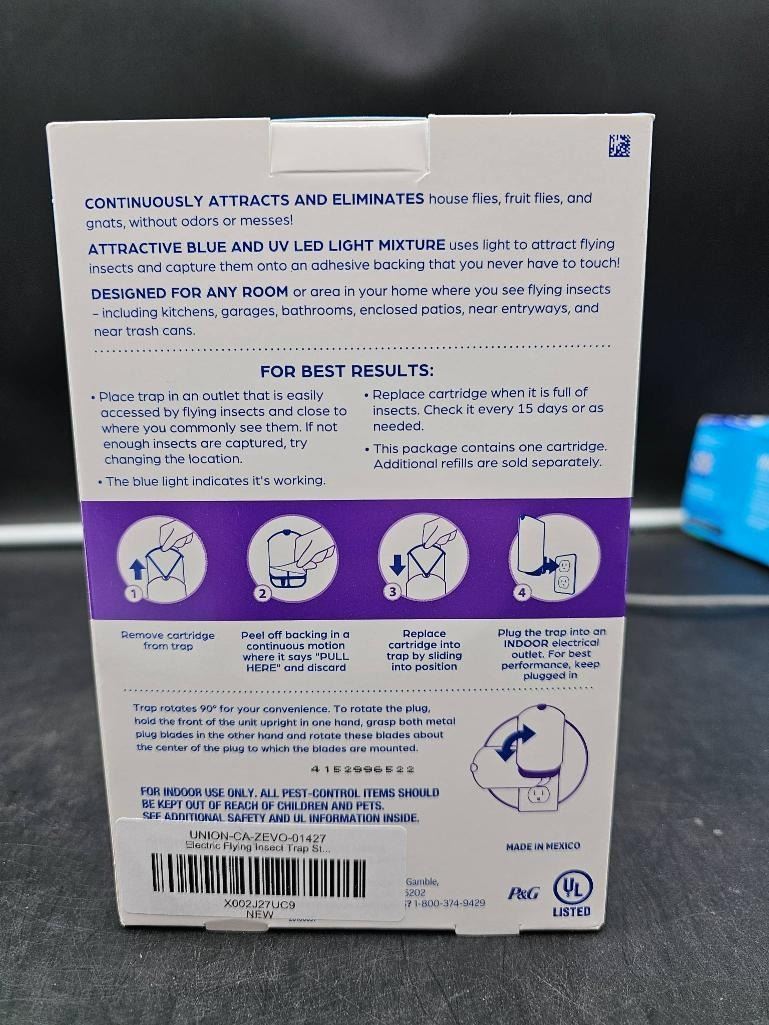 CONTINUOUSLY ATTRACTS AND ELIMINATES house flies, fruit flies, and
gnats, without odors or messes!
ATTRACTIVE BLUE AND UV LED LIGHT MIXTURE uses light to attract flying
insects and capture them onto an adhesive backing that you never have to touch!
DESIGNED FOR ANY ROOM or area in your home where you see flying insects
– including kitchens, garages, bathrooms, enclosed patios, near entryways, and
near trash cans.
FOR BEST RESULTS:
• Place trap in an outlet that is easily
accessed by flying insects and close to
where you commonly see them. If not
enough insects are captured, try
changing the location.
• The blue light indicates it's working.
• Replace cartridge when it is full of
insects. Check it every 15 days or as
needed.
• This package contains one cartridge.
Additional refills are sold separately.
1
2
3
4
Remove cartridge
from trap
Peel off backing in a
continuous motion
where it says "PULL
HERE" and discard
Replace
cartridge into
trap by sliding
into position
Plug the trap into an
INDOOR electrical
outlet. For best
performance, keep
plugged in
Trap rotates 90° for your convenience. To rotate the plug,
hold the front of the unit upright in one hand, grasp both metal
plug blades in the other hand and rotate these blades about
the center of the plug to which the blades are mounted.
4152996522
FOR INDOOR USE ONLY. ALL PEST-CONTROL ITEMS SHOULD
BE KEPT OUT OF REACH OF CHILDREN AND PETS.
SEE ADDITIONAL SAFETY AND UL INFORMATION INSIDE.
UNION-CA-ZEVO-01427
Electric Flying Insect Trap St...
X002J27UC9
NEW
Gamble,
5202
? 1-800-374-9429
MADE IN MEXICO
P&G
UL
LISTED